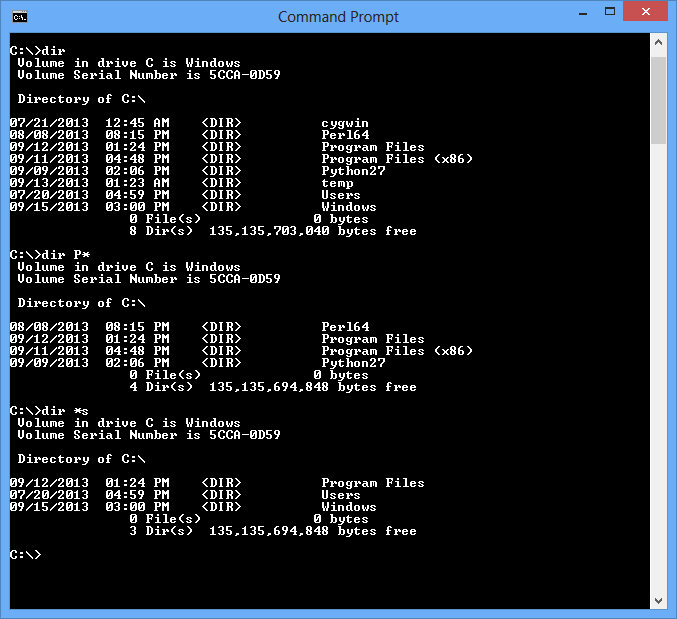 Command Prompt
C:\>dir
 Volume in drive C is Windows
 Volume Serial Number is 5CCA-0D59

 Directory of C:\

07/21/2013  12:45 AM    <DIR>          cygwin
08/08/2013  08:15 PM    <DIR>          Perl64
09/12/2013  01:24 PM    <DIR>          Program Files
09/11/2013  04:48 PM    <DIR>          Program Files (x86)
09/09/2013  02:06 PM    <DIR>          Python27
09/13/2013  01:23 AM    <DIR>          temp
07/20/2013  04:59 PM    <DIR>          Users
09/15/2013  03:00 PM    <DIR>          Windows
               0 File(s)              0 bytes
               8 Dir(s)  135,135,703,040 bytes free

C:\>dir P*
 Volume in drive C is Windows
 Volume Serial Number is 5CCA-0D59

 Directory of C:\

08/08/2013  08:15 PM    <DIR>          Perl64
09/12/2013  01:24 PM    <DIR>          Program Files
09/11/2013  04:48 PM    <DIR>          Program Files (x86)
09/09/2013  02:06 PM    <DIR>          Python27
               0 File(s)              0 bytes
               4 Dir(s)  135,135,694,848 bytes free

C:\>dir *s
 Volume in drive C is Windows
 Volume Serial Number is 5CCA-0D59

 Directory of C:\

09/12/2013  01:24 PM    <DIR>          Program Files
07/20/2013  04:59 PM    <DIR>          Users
09/15/2013  03:00 PM    <DIR>          Windows
               0 File(s)              0 bytes
               3 Dir(s)  135,135,694,848 bytes free

C:\>